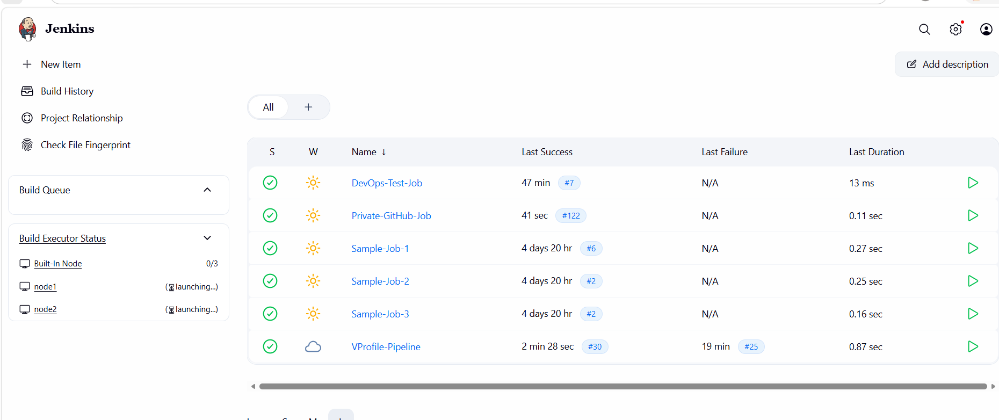 Jenkins
New Item
Build History
Project Relationship
Check File Fingerprint
Build Queue
Build Executor Status
Built-In Node 0/3
node1 (launching...)
node2 (launching...)
Add description
All +
S W Name ↓ Last Success Last Failure Last Duration
DevOps-Test-Job 47 min #7 N/A 13 ms
Private-GitHub-Job 41 sec #122 N/A 0.11 sec
Sample-Job-1 4 days 20 hr #6 N/A 0.27 sec
Sample-Job-2 4 days 20 hr #2 N/A 0.25 sec
Sample-Job-3 4 days 20 hr #2 N/A 0.16 sec
VProfile-Pipeline 2 min 28 sec #30 19 min #25 0.87 sec